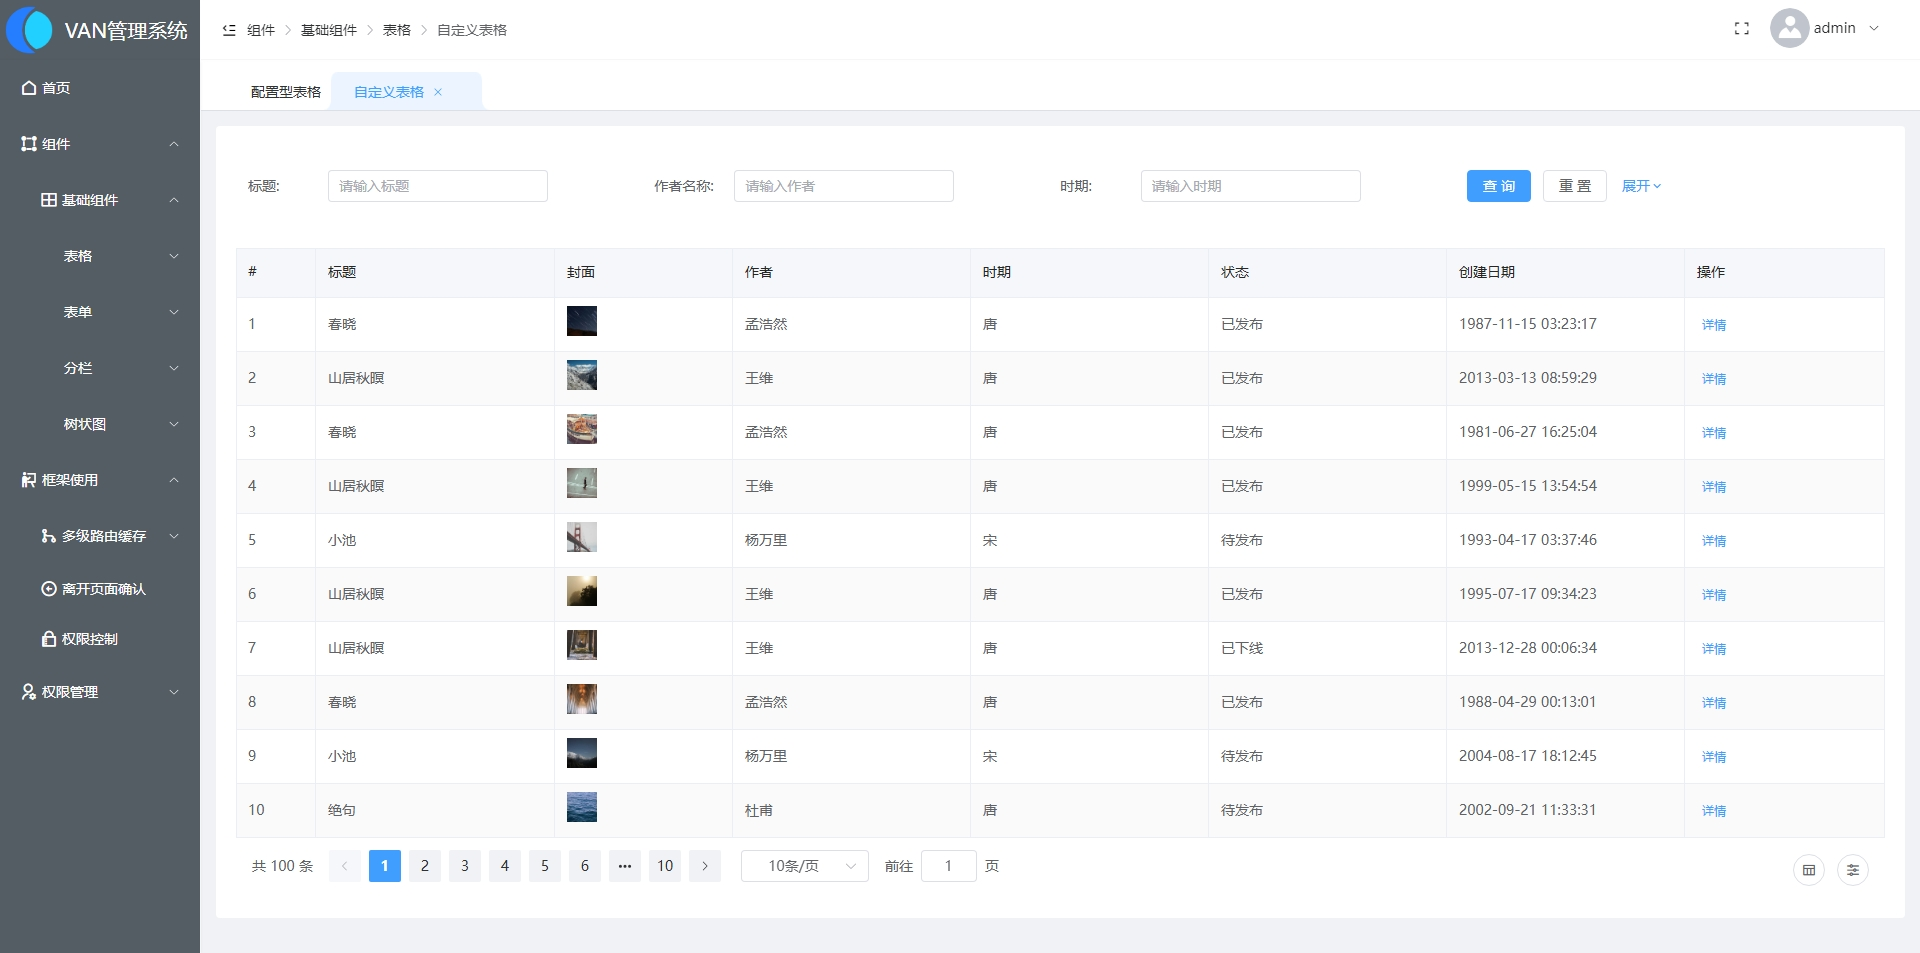 VAN管理系统
首页
组件
基础组件
表格
表单
分栏
树状图
框架使用
多级路由缓存
离开页面确认
权限控制
权限管理
组件 > 基础组件 > 表格 > 自定义表格
admin
配置型表格 自定义表格 ×
标题: 请输入标题 作者名称: 请输入作者 时期: 请输入时期 查 询 重 置 展开
# 标题 封面 作者 时期 状态 创建日期 操作
1 春晓 孟浩然 唐 已发布 1987-11-15 03:23:17 详情
2 山居秋暝 王维 唐 已发布 2013-03-13 08:59:29 详情
3 春晓 孟浩然 唐 已发布 1981-06-27 16:25:04 详情
4 山居秋暝 王维 唐 已发布 1999-05-15 13:54:54 详情
5 小池 杨万里 宋 待发布 1993-04-17 03:37:46 详情
6 山居秋暝 王维 唐 已发布 1995-07-17 09:34:23 详情
7 山居秋暝 王维 唐 已下线 2013-12-28 00:06:34 详情
8 春晓 孟浩然 唐 已发布 1988-04-29 00:13:01 详情
9 小池 杨万里 宋 待发布 2004-08-17 18:12:45 详情
10 绝句 杜甫 唐 待发布 2002-09-21 11:33:31 详情
共 100 条 < 1 2 3 4 5 6 ••• 10 > 10条/页 前往 1 页